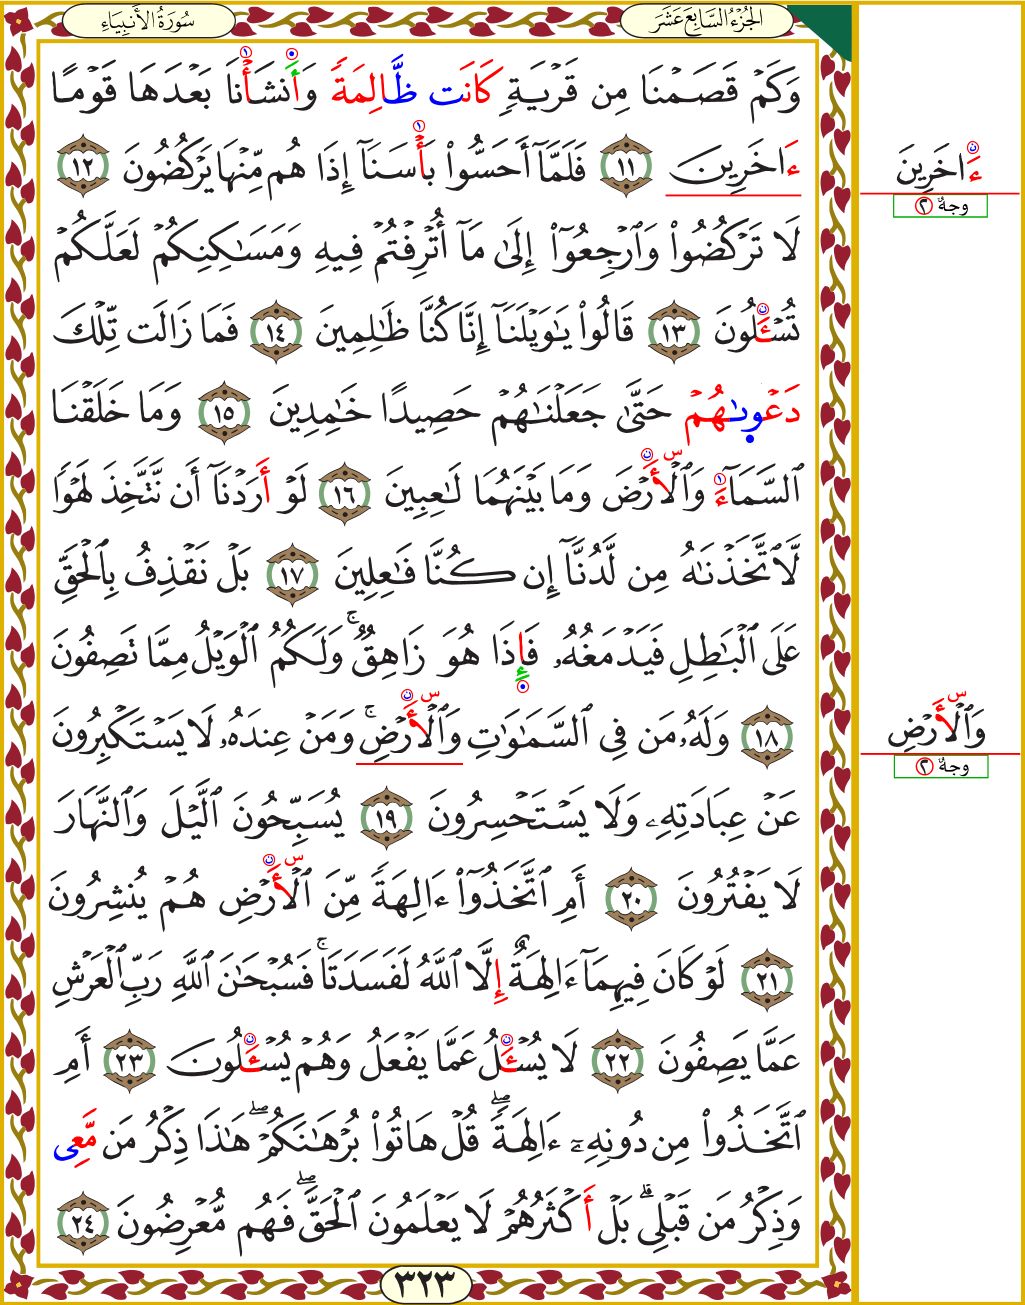 الجُزْءُ السَّابِعَ عَشَرَ
سُورَةُ الأَنبِيَاءِ
وَكَمْ قَصَمْنَا مِن قَرْيَةٍ كَانَت ظَّالِمَةً وَأَنشَأْنَا بَعْدَهَا قَوْمًا
ءَاخَرِينَ ١١ فَلَمَّآ أَحَسُّوا۟ بَأْسَنَآ إِذَا هُم مِّنْهَا يَرْكُضُونَ ١٢
لَا تَرْكُضُوا۟ وَٱرْجِعُوٓا۟ إِلَىٰ مَآ أُتْرِفْتُمْ فِيهِ وَمَسَـٰكِنِكُمْ لَعَلَّكُمْ
تُسْـَٔلُونَ ١٣ قَالُوا۟ يَـٰوَيْلَنَآ إِنَّا كُنَّا ظَـٰلِمِينَ ١٤ فَمَا زَالَت تِّلْكَ
دَعْوىٰهُمْ حَتَّىٰ جَعَلْنَـٰهُمْ حَصِيدًا خَـٰمِدِينَ ١٥ وَمَا خَلَقْنَا
ٱلسَّمَآءَ وَٱلْأَرْضَ وَمَا بَيْنَهُمَا لَـٰعِبِينَ ١٦ لَوْ أَرَدْنَآ أَن نَّتَّخِذَ لَهْوًا
لَّٱتَّخَذْنَـٰهُ مِن لَّدُنَّآ إِن كُنَّا فَـٰعِلِينَ ١٧ بَلْ نَقْذِفُ بِٱلْحَقِّ
عَلَى ٱلْبَـٰطِلِ فَيَدْمَغُهُۥ فَإِذَا هُوَ زَاهِقٌ ۚ وَلَكُمُ ٱلْوَيْلُ مِمَّا تَصِفُونَ
١٨ وَلَهُۥ مَن فِى ٱلسَّمَـٰوَٰتِ وَٱلْأَرْضِ ۚ وَمَنْ عِندَهُۥ لَا يَسْتَكْبِرُونَ
عَنْ عِبَادَتِهِۦ وَلَا يَسْتَحْسِرُونَ ١٩ يُسَبِّحُونَ ٱلَّيْلَ وَٱلنَّهَارَ
لَا يَفْتُرُونَ ٢٠ أَمِ ٱتَّخَذُوٓا۟ ءَالِهَةً مِّنَ ٱلْأَرْضِ هُمْ يُنشِرُونَ
٢١ لَوْ كَانَ فِيهِمَآ ءَالِهَةٌ إِلَّا ٱللَّهُ لَفَسَدَتَا ۚ فَسُبْحَـٰنَ ٱللَّهِ رَبِّ ٱلْعَرْشِ
عَمَّا يَصِفُونَ ٢٢ لَا يُسْـَٔلُ عَمَّا يَفْعَلُ وَهُمْ يُسْـَٔلُونَ ٢٣ أَمِ
ٱتَّخَذُوا۟ مِن دُونِهِۦٓ ءَالِهَةً ۖ قُلْ هَاتُوا۟ بُرْهَـٰنَكُمْ ۖ هَـٰذَا ذِكْرُ مَن مَّعِى
وَذِكْرُ مَن قَبْلِى ۗ بَلْ أَكْثَرُهُمْ لَا يَعْلَمُونَ ٱلْحَقَّ ۖ فَهُم مُّعْرِضُونَ ٢٤
٣٢٣
ءَاخَرِينَ
وجهٌ ٢
وَٱلْأَرْضِ
وجهٌ ٢